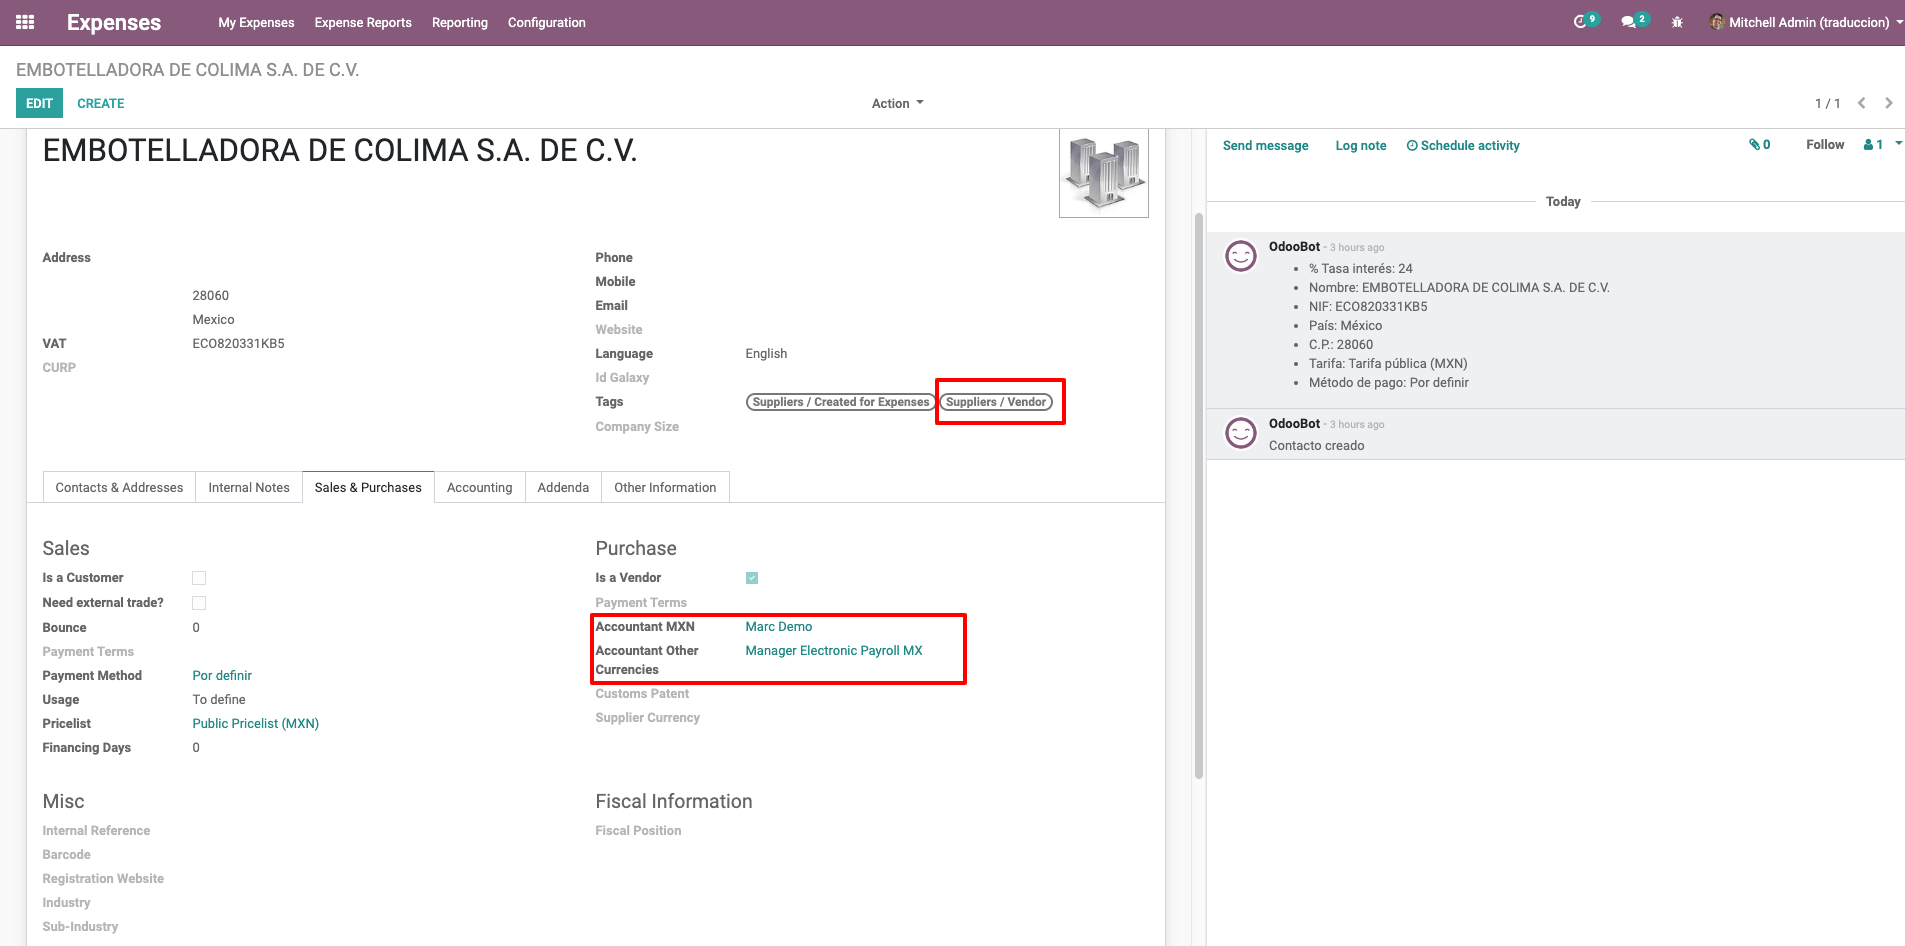 Expenses My Expenses Expense Reports Reporting Configuration 9 2 Mitchell Admin (traduccion)
EMBOTELLADORA DE COLIMA S.A. DE C.V.
EDIT CREATE Action 1 / 1
EMBOTELLADORA DE COLIMA S.A. DE C.V.
Address
28060
Mexico
VAT ECO820331KB5
CURP
Phone
Mobile
Email
Website
Language English
Id Galaxy
Tags Suppliers / Created for Expenses Suppliers / Vendor
Company Size
Contacts & Addresses Internal Notes Sales & Purchases Accounting Addenda Other Information
Sales
Is a Customer
Need external trade?
Bounce 0
Payment Terms
Payment Method Por definir
Usage To define
Pricelist Public Pricelist (MXN)
Financing Days 0
Purchase
Is a Vendor
Payment Terms
Accountant MXN Marc Demo
Accountant Other Manager Electronic Payroll MX
Currencies
Customs Patent
Supplier Currency
Misc
Internal Reference
Barcode
Registration Website
Industry
Sub-Industry
Fiscal Information
Fiscal Position
Send message Log note Schedule activity 0 Follow 1
Today
OdooBot - 3 hours ago
% Tasa interés: 24
Nombre: EMBOTELLADORA DE COLIMA S.A. DE C.V.
NIF: ECO820331KB5
País: México
C.P.: 28060
Tarifa: Tarifa pública (MXN)
Método de pago: Por definir
OdooBot - 3 hours ago
Contacto creado